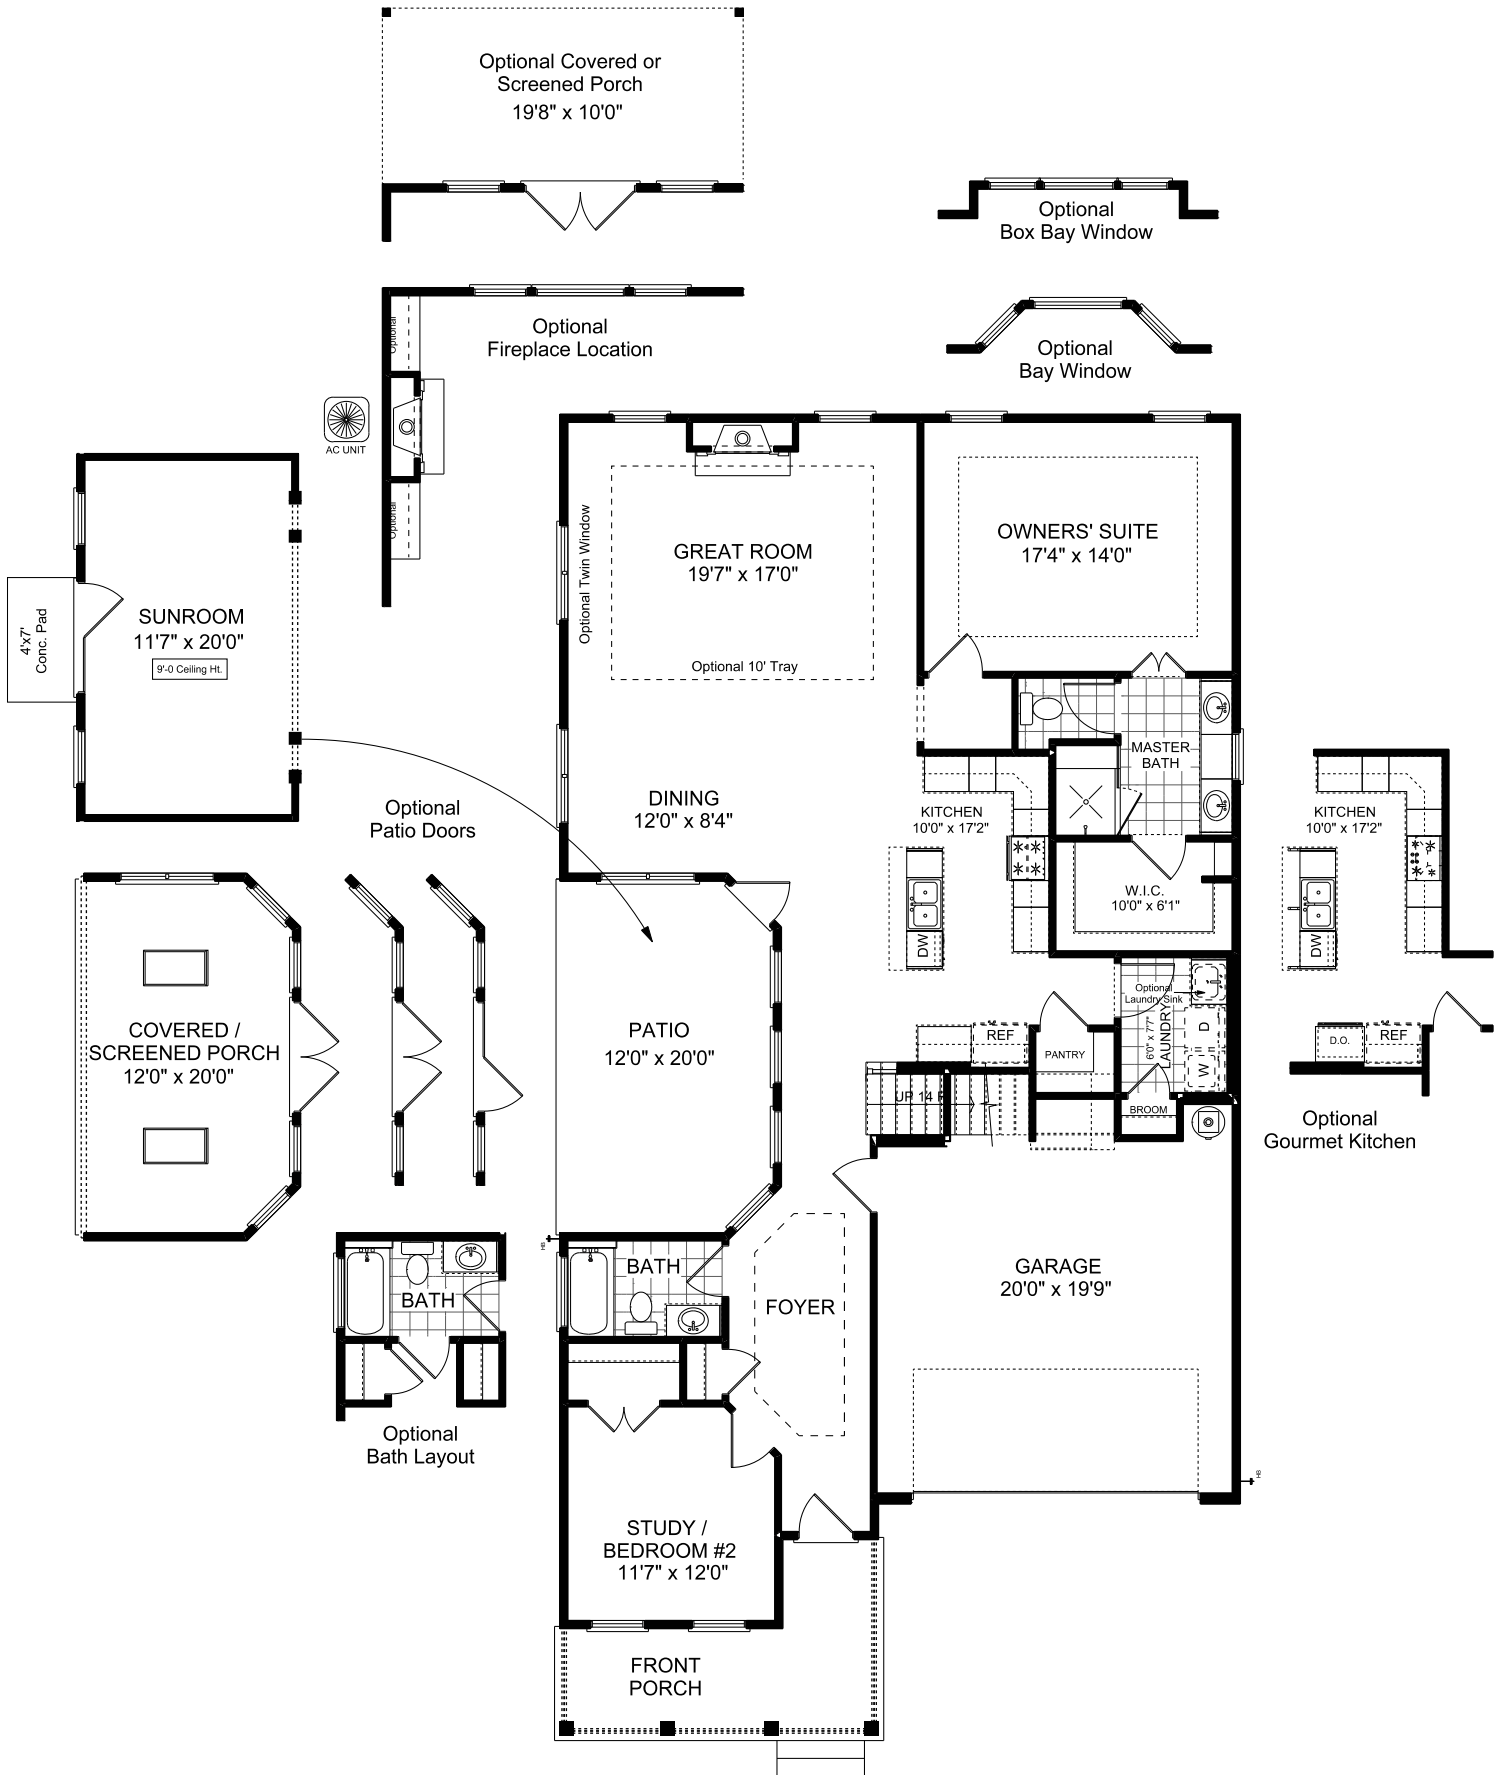 Optional Covered or
Screened Porch
19'8" x 10'0"
Optional
Box Bay Window
Optional
Fireplace Location
Optional
Optional
Optional
Bay Window
AC UNIT
SUNROOM
11'7" x 20'0"
9'-0 Ceiling Ht.
4'x7'
Conc. Pad
Optional Twin Window
GREAT ROOM
19'7" x 17'0"
Optional 10' Tray
OWNERS' SUITE
17'4" x 14'0"
MASTER
BATH
DINING
12'0" x 8'4"
KITCHEN
10'0" x 17'2"
DW
W.I.C.
10'0" x 6'1"
KITCHEN
10'0" x 17'2"
DW
D.O.
REF
Optional
Gourmet Kitchen
Optional
Patio Doors
COVERED /
SCREENED PORCH
12'0" x 20'0"
PATIO
12'0" x 20'0"
REF
PANTRY
Optional
Laundry Sink
6'0" x 7'7"
LAUNDRY
D
W
BROOM
UP 14 R
HB
BATH
Optional
Bath Layout
BATH
FOYER
GARAGE
20'0" x 19'9"
HB
STUDY /
BEDROOM #2
11'7" x 12'0"
FRONT
PORCH